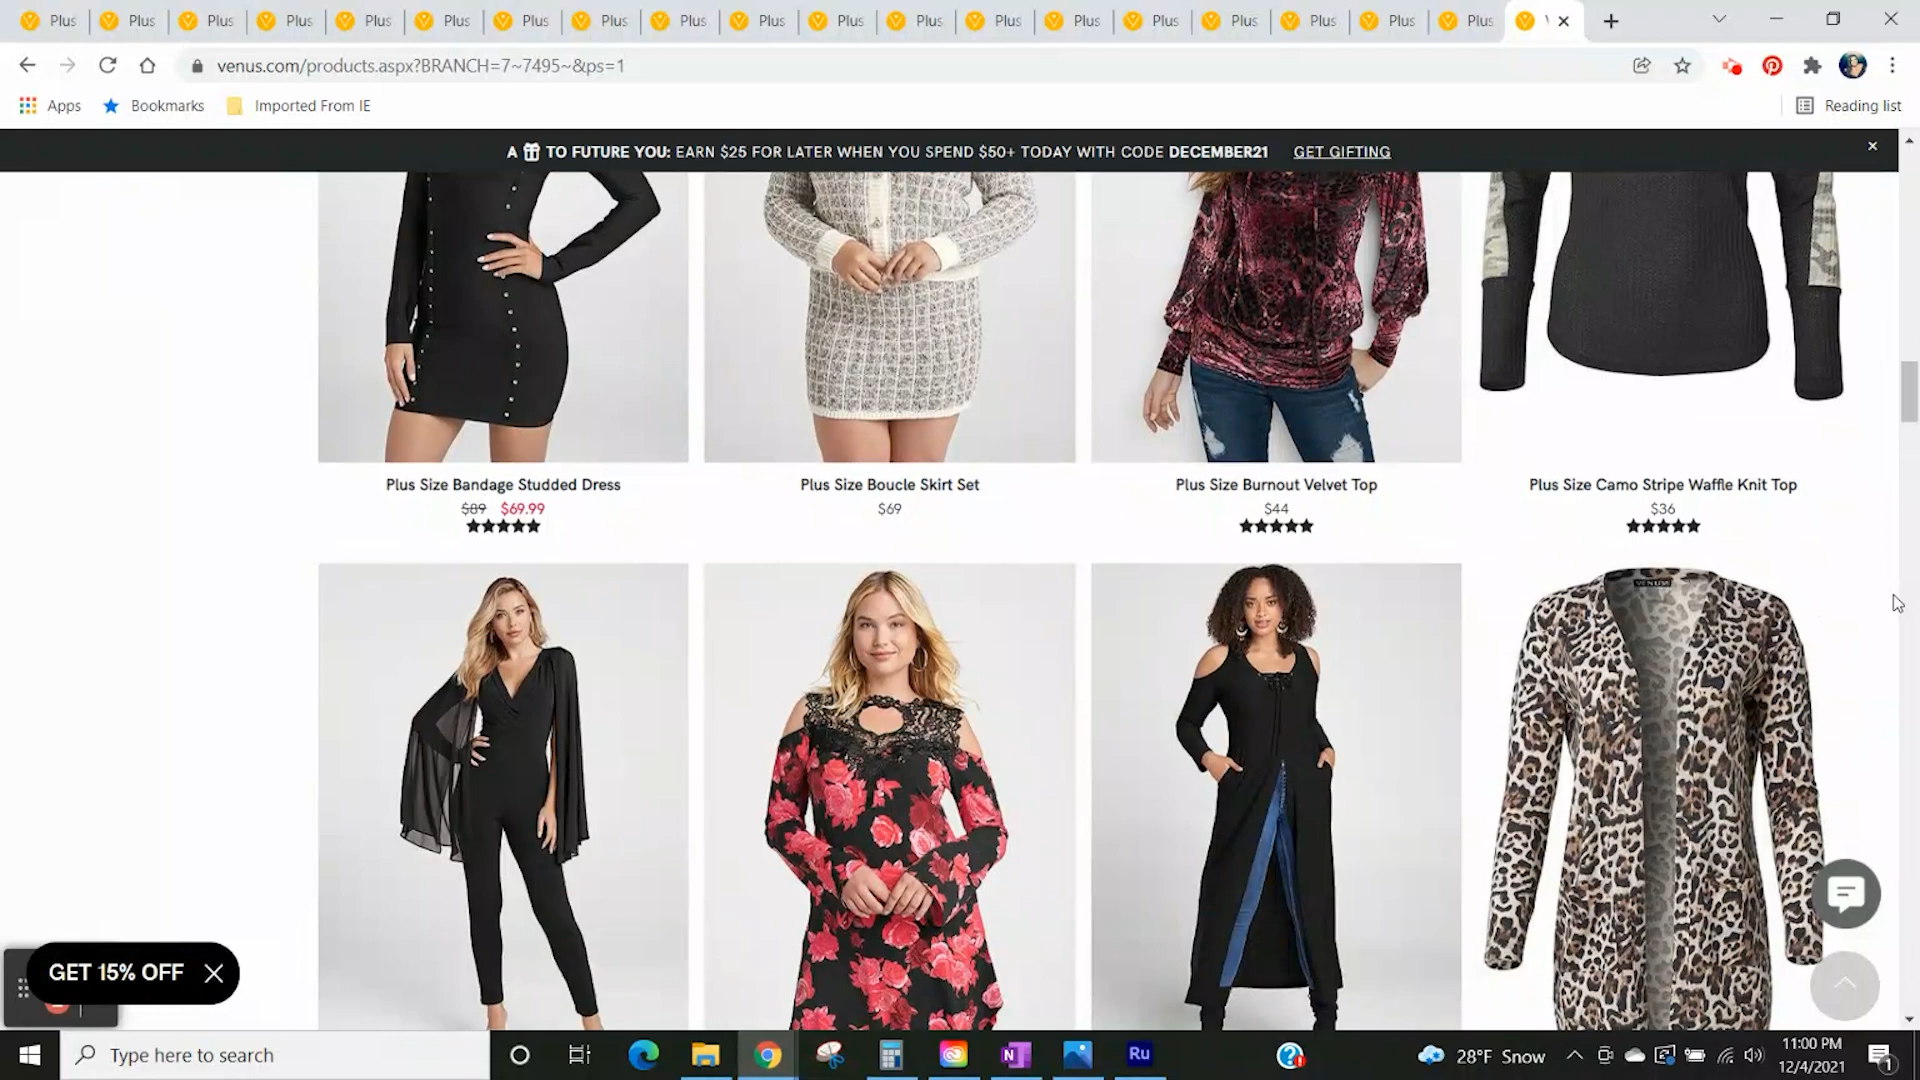 Plus Plus Plus Plus Plus Plus Plus Plus Plus Plus Plus Plus Plus Plus Plus Plus Plus Plus Plus
venus.com/products.aspx?BRANCH=7~7495~&ps=1
Apps Bookmarks Imported From IE Reading list
A TO FUTURE YOU: EARN $25 FOR LATER WHEN YOU SPEND $50+ TODAY WITH CODE DECEMBER21 GET GIFTING
Plus Size Bandage Studded Dress
$89 $69.99
Plus Size Boucle Skirt Set
$69
Plus Size Burnout Velvet Top
$44
Plus Size Camo Stripe Waffle Knit Top
$36
VENUS
GET 15% OFF
Type here to search
Ru
28°F Snow
11:00 PM
12/4/2021
1